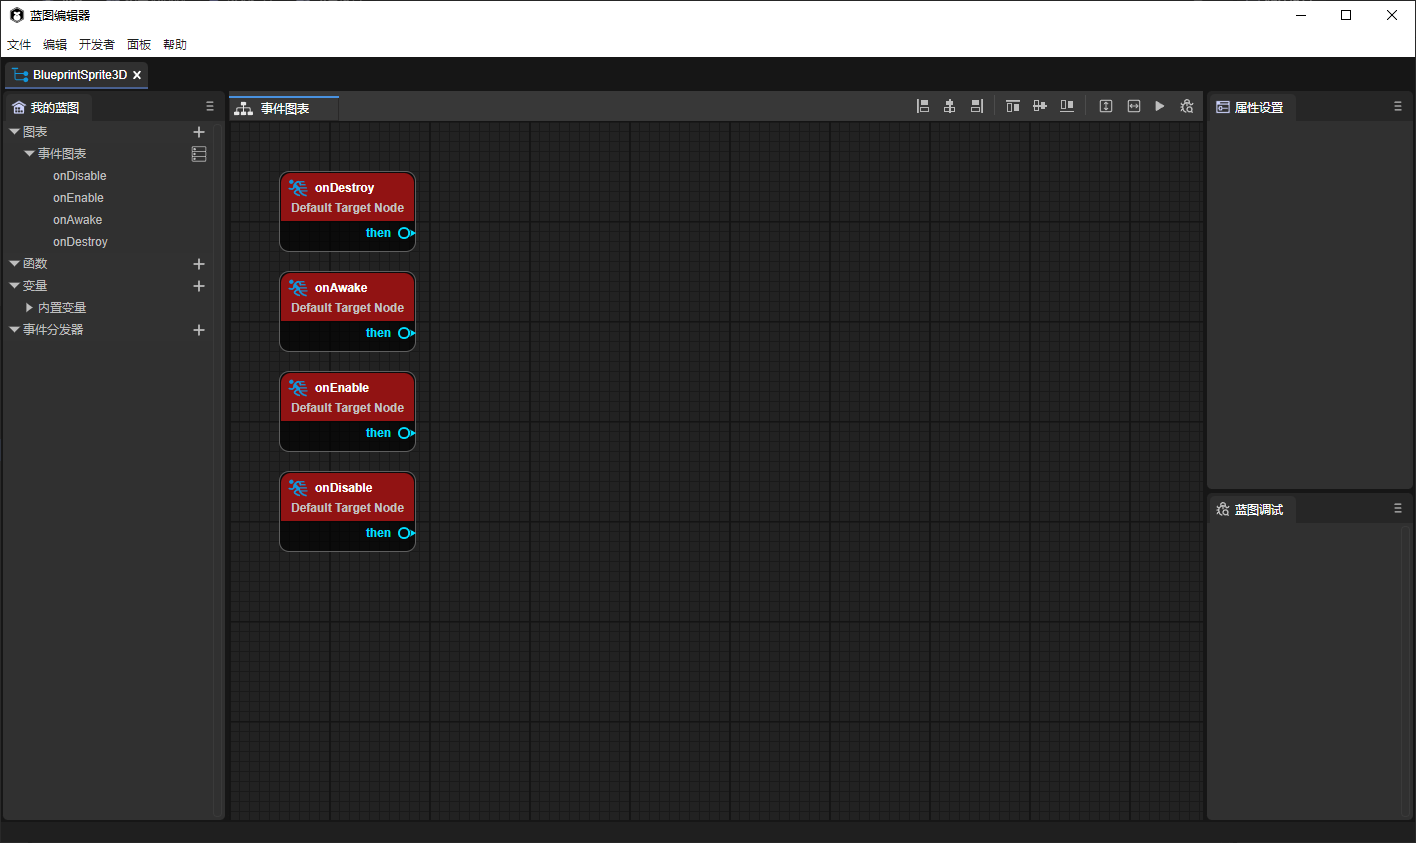 蓝图编辑器
文件 编辑 开发者 面板 帮助
BlueprintSprite3D
我的蓝图
图表
事件图表
onDisable
onEnable
onAwake
onDestroy
函数
变量
内置变量
事件分发器
事件图表
onDestroy
Default Target Node
then
onAwake
Default Target Node
then
onEnable
Default Target Node
then
onDisable
Default Target Node
then
属性设置
蓝图调试